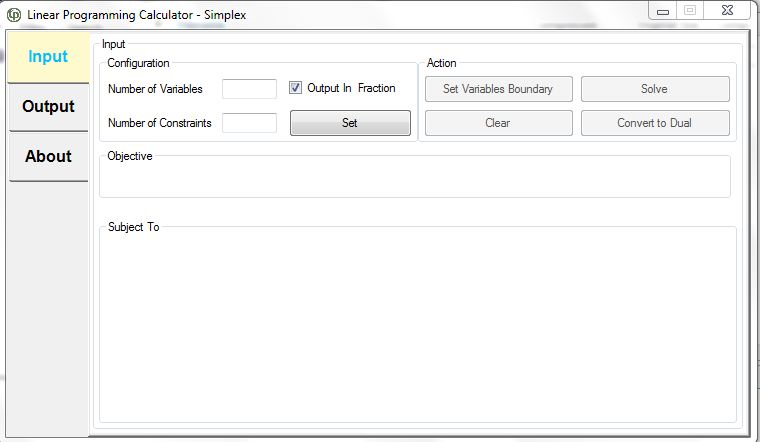 Linear Programming Calculator - Simplex
Input
Output
About
Input
Configuration
Number of Variables
Output In Fraction
Number of Constraints
Set
Action
Set Variables Boundary
Solve
Clear
Convert to Dual
Objective
Subject To